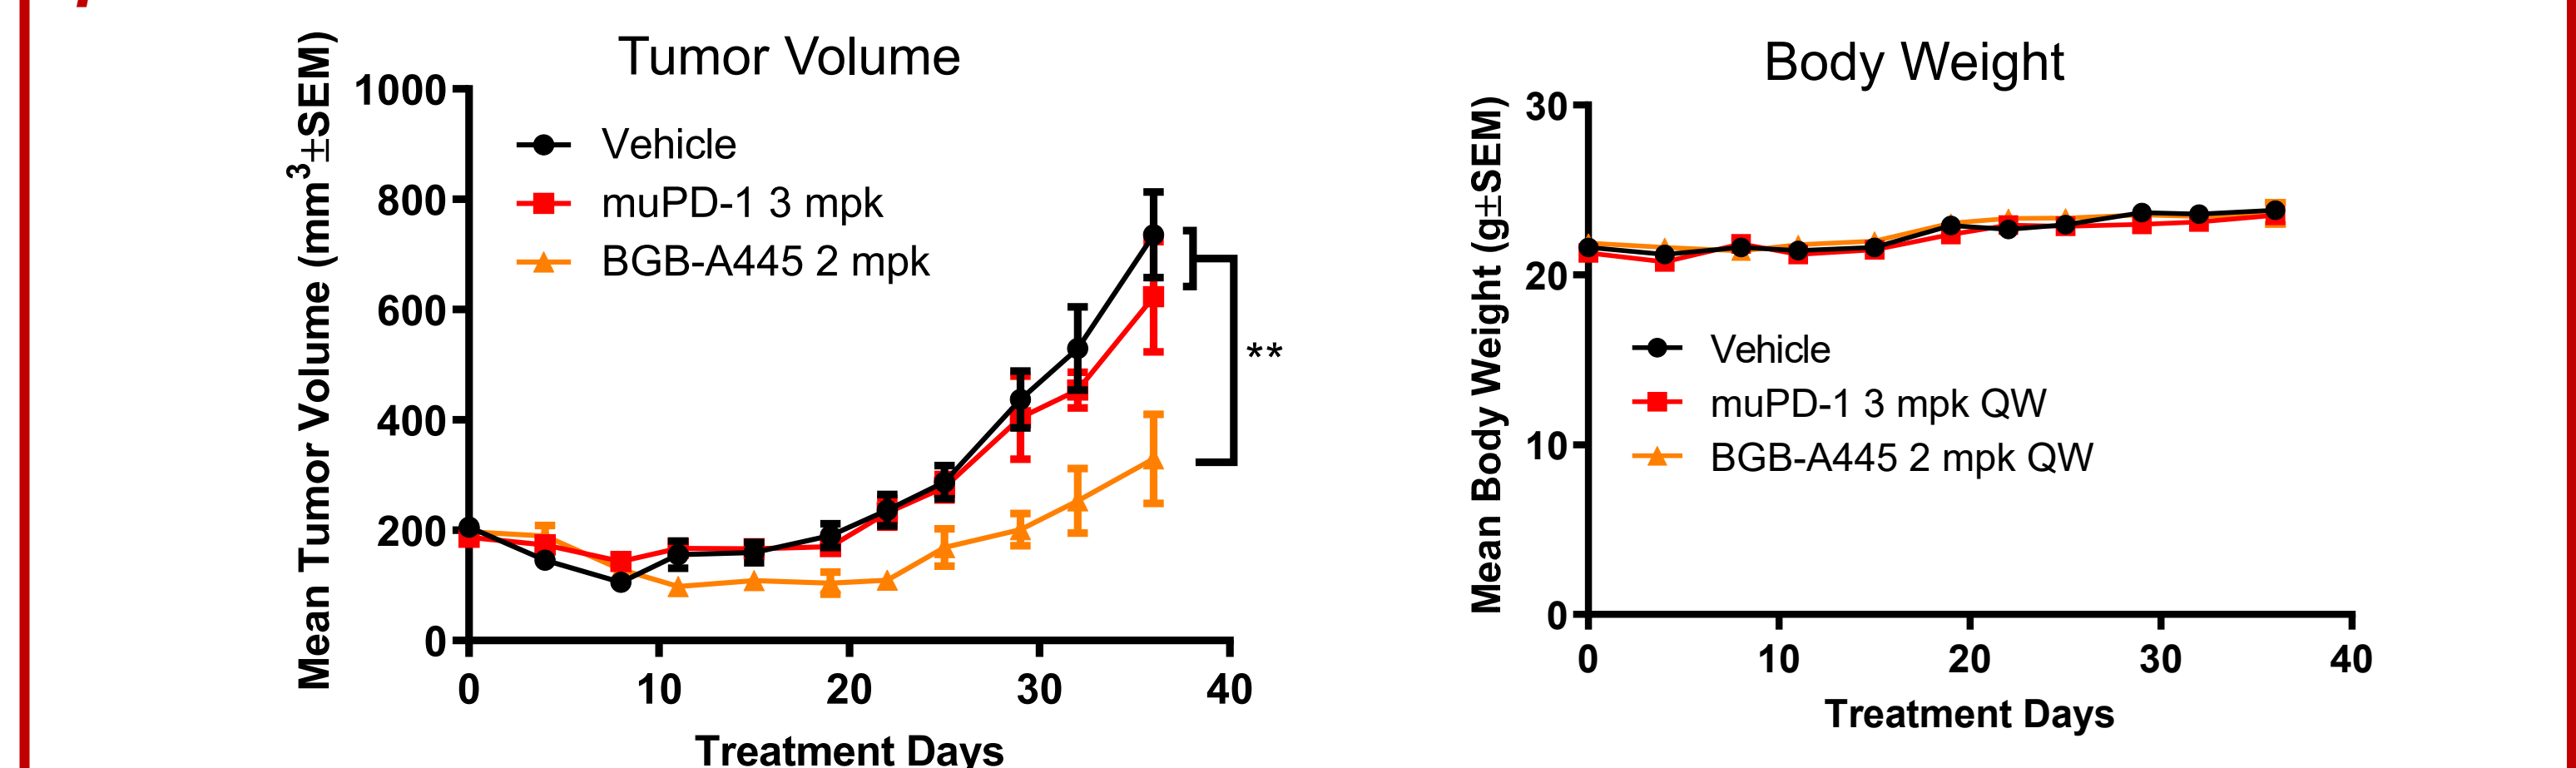 Tumor Volume
Mean Tumor Volume (mm³±SEM)
1000
800
600
400
200
0
Vehicle
muPD-1 3 mpk
BGB-A445 2 mpk
**
0 10 20 30 40
Treatment Days
Body Weight
Mean Body Weight (g±SEM)
30
20
10
0
Vehicle
muPD-1 3 mpk QW
BGB-A445 2 mpk QW
0 10 20 30 40
Treatment Days